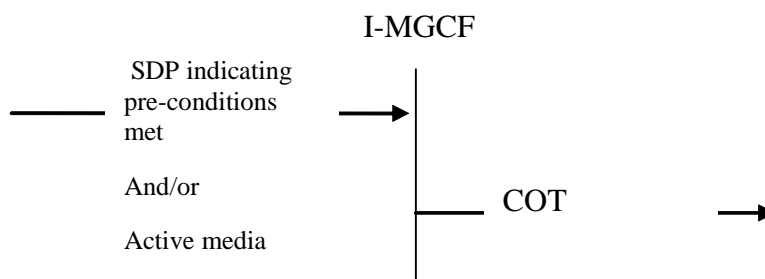 I-MGCF
SDP indicating
pre-conditions
met
And/or
COT
Active media